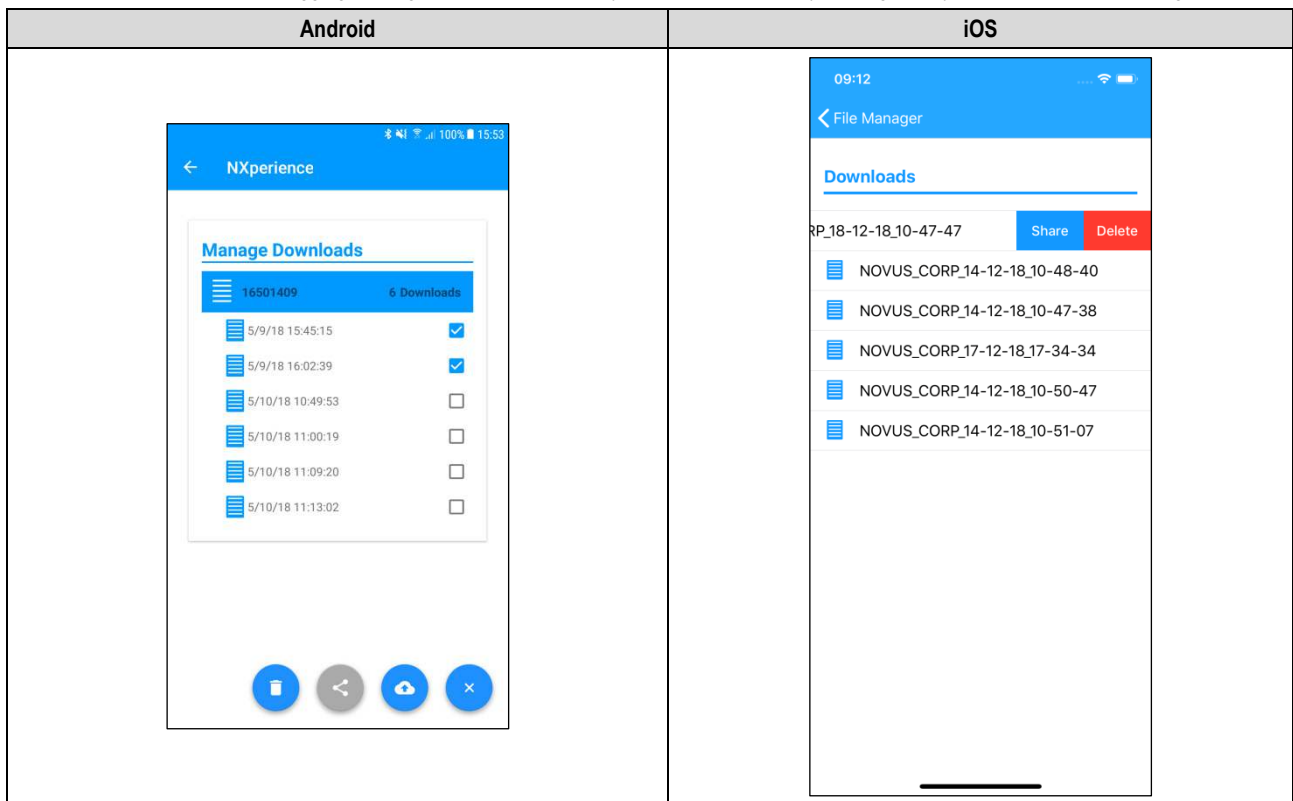 Android
iOS
100% 15:53
NXperience
Manage Downloads
16501409 6 Downloads
5/9/18 15:45:15
5/9/18 16:02:39
5/10/18 10:49:53
5/10/18 11:00:19
5/10/18 11:09:20
5/10/18 11:13:02
09:12
File Manager
Downloads
RP_18-12-18_10-47-47 Share Delete
NOVUS_CORP_14-12-18_10-48-40
NOVUS_CORP_14-12-18_10-47-38
NOVUS_CORP_17-12-18_17-34-34
NOVUS_CORP_14-12-18_10-50-47
NOVUS_CORP_14-12-18_10-51-07